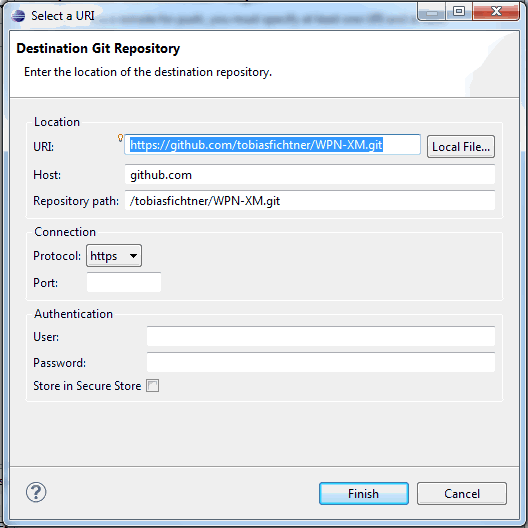 Select a URI
Destination Git Repository
Enter the location of the destination repository.
Location
URI: https://github.com/tobiasfichtner/WPN-XM.git Local File...
Host: github.com
Repository path: /tobiasfichtner/WPN-XM.git
Connection
Protocol: https
Port:
Authentication
User:
Password:
Store in Secure Store
? Finish Cancel